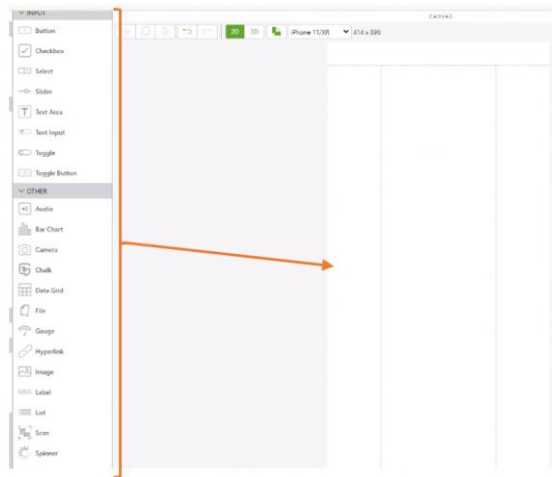 INPUT
CANVAS
Button
2D 3D iPhone 11/XR 414 x 896
Checkbox
Select
Slider
Text Area
Text Input
Toggle
Toggle Button
OTHER
Audio
Bar Chart
Camera
Chalk
Data Grid
File
Gauge
Hyperlink
Image
Label
List
Scan
Spinner